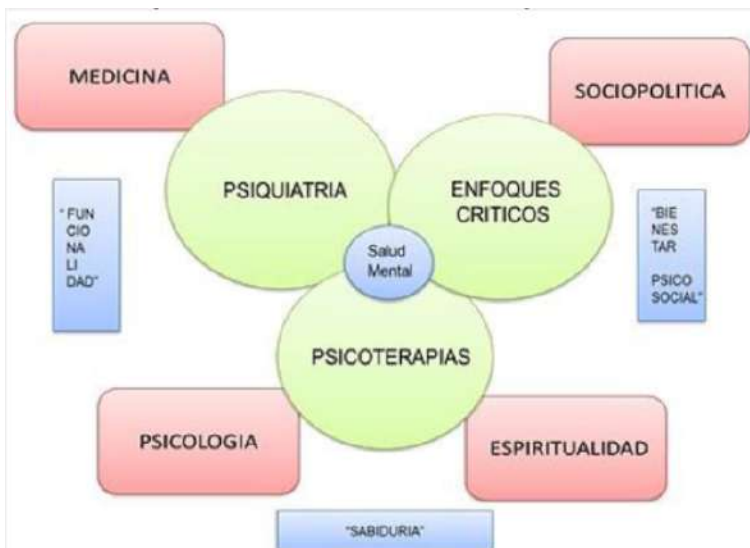 MEDICINA
SOCIOPOLITICA
PSIQUIATRIA
ENFOQUES
CRITICOS
" FUN
CIO
NA
LI
DAD"
"BIE
NES
TAR
PSICO
SOCIAL"
Salud
Mental
PSICOTERAPIAS
PSICOLOGIA
ESPIRITUALIDAD
"SABIDURIA"